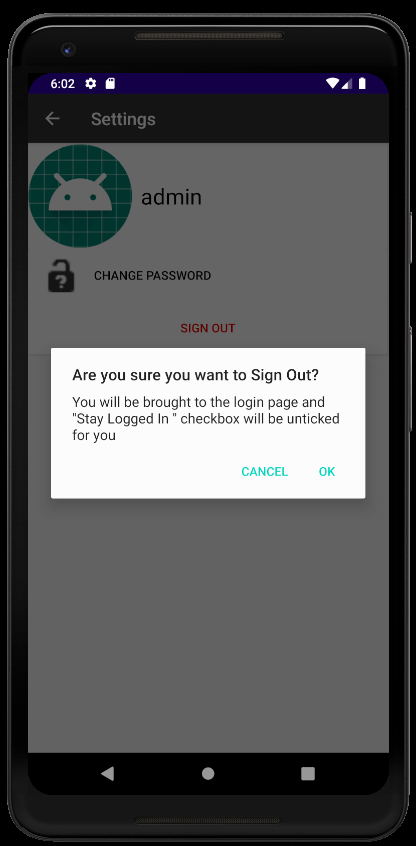 6:02
Settings
admin
CHANGE PASSWORD
SIGN OUT
Are you sure you want to Sign Out?
You will be brought to the login page and
"Stay Logged In " checkbox will be unticked
for you
CANCEL OK